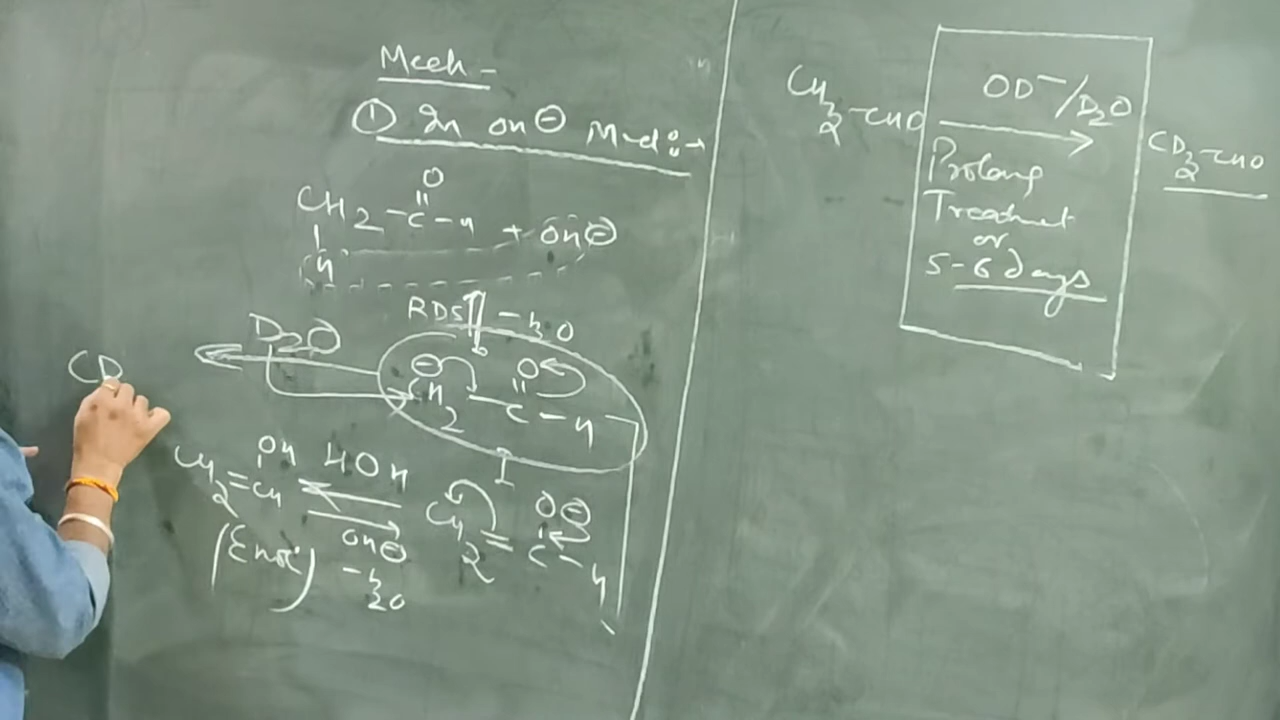 Mech -
① In OH⊖ Med: →
O
CH2 - C - H + OH⊖
H
RDS - H2O
D2O
⊖ O
CH2 - C - H
CD
I
OH HOH
CH2 = CH CH2 = C - H
O⊖
(Enol) OH⊖
- H2O
CH3 - CHO OD⁻/D2O CD3 - CHO
Prolong
Treatment
or
5-6 days